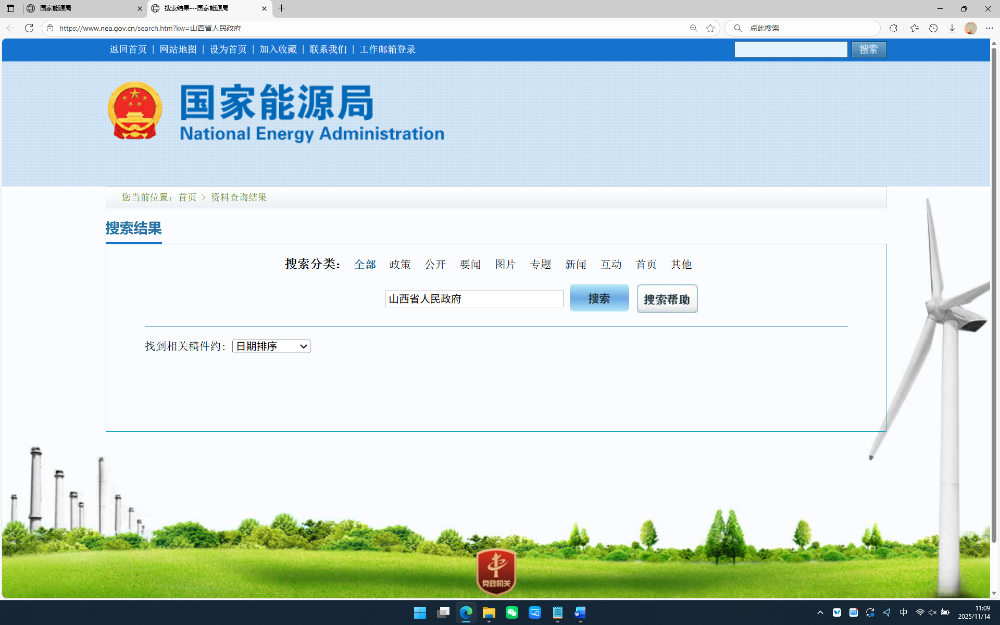 国家能源局
搜索结果---国家能源局
https://www.nea.gov.cn/search.htm?kw=山西省人民政府
点此搜索
返回首页 | 网站地图 | 设为首页 | 加入收藏 | 联系我们 | 工作邮箱登录
搜索
国家能源局
National Energy Administration
您当前位置：首页 > 资料查询结果
搜索结果
搜索分类： 全部 政策 公开 要闻 图片 专题 新闻 互动 首页 其他
山西省人民政府 搜索 搜索帮助
找到相关稿件约： 日期排序
党政机关
中
11:09
2025/11/14